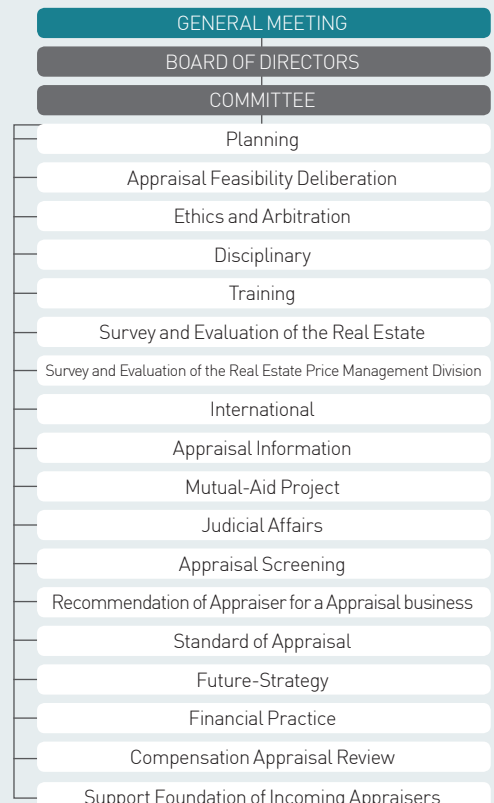 GENERAL MEETING
BOARD OF DIRECTORS
COMMITTEE
Planning
Appraisal Feasibility Deliberation
Ethics and Arbitration
Disciplinary
Training
Survey and Evaluation of the Real Estate
Survey and Evaluation of the Real Estate Price Management Division
International
Appraisal Information
Mutual-Aid Project
Judicial Affairs
Appraisal Screening
Recommendation of Appraiser for a Appraisal business
Standard of Appraisal
Future-Strategy
Financial Practice
Compensation Appraisal Review
Support Foundation of Incoming Appraisers